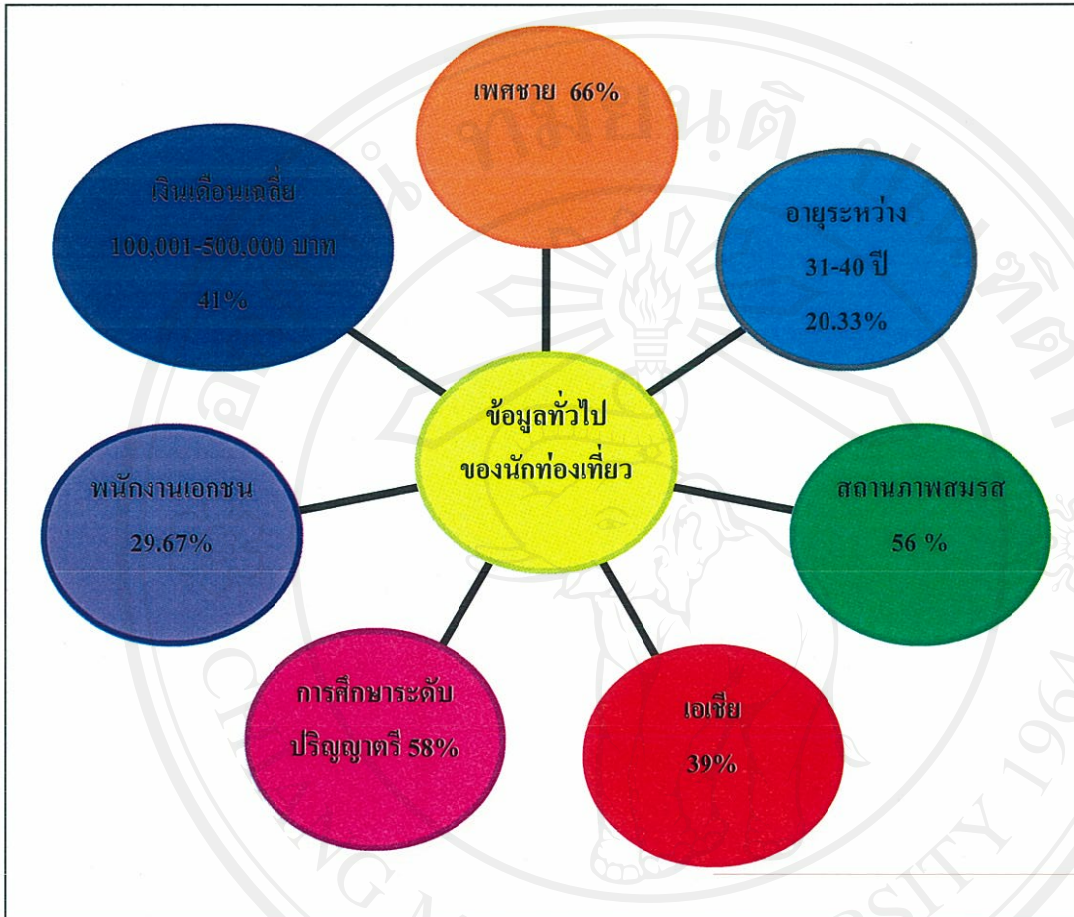 เพศชาย 66%
เงินเดือนเฉลี่ย
100,001-500,000 บาท
41%
อายุระหว่าง
31-40 ปี
20.33%
ข้อมูลทั่วไป
ของนักท่องเที่ยว
พนักงานเอกชน
29.67%
สถานภาพสมรส
56 %
การศึกษาระดับ
ปริญญาตรี 58%
เอเชีย
39%